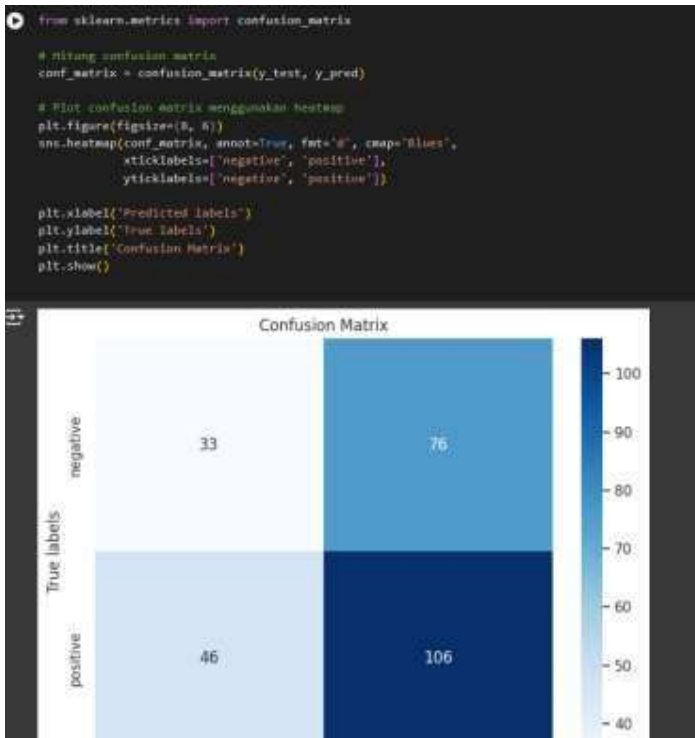 from sklearn.metrics import confusion_matrix
# Hitung confusion matrix
conf_matrix = confusion_matrix(y_test, y_pred)
# Plot confusion matrix menggunakan heatmap
plt.figure(figsize=(8, 6))
sns.heatmap(conf_matrix, annot=True, fmt='d', cmap='Blues',
xticklabels=['negative', 'positive'],
yticklabels=['negative', 'positive'])
plt.xlabel('Predicted labels')
plt.ylabel('True labels')
plt.title('Confusion Matrix')
plt.show()
Confusion Matrix
100
negative
33
76
90
80
True labels
70
60
positive
46
106
50
40